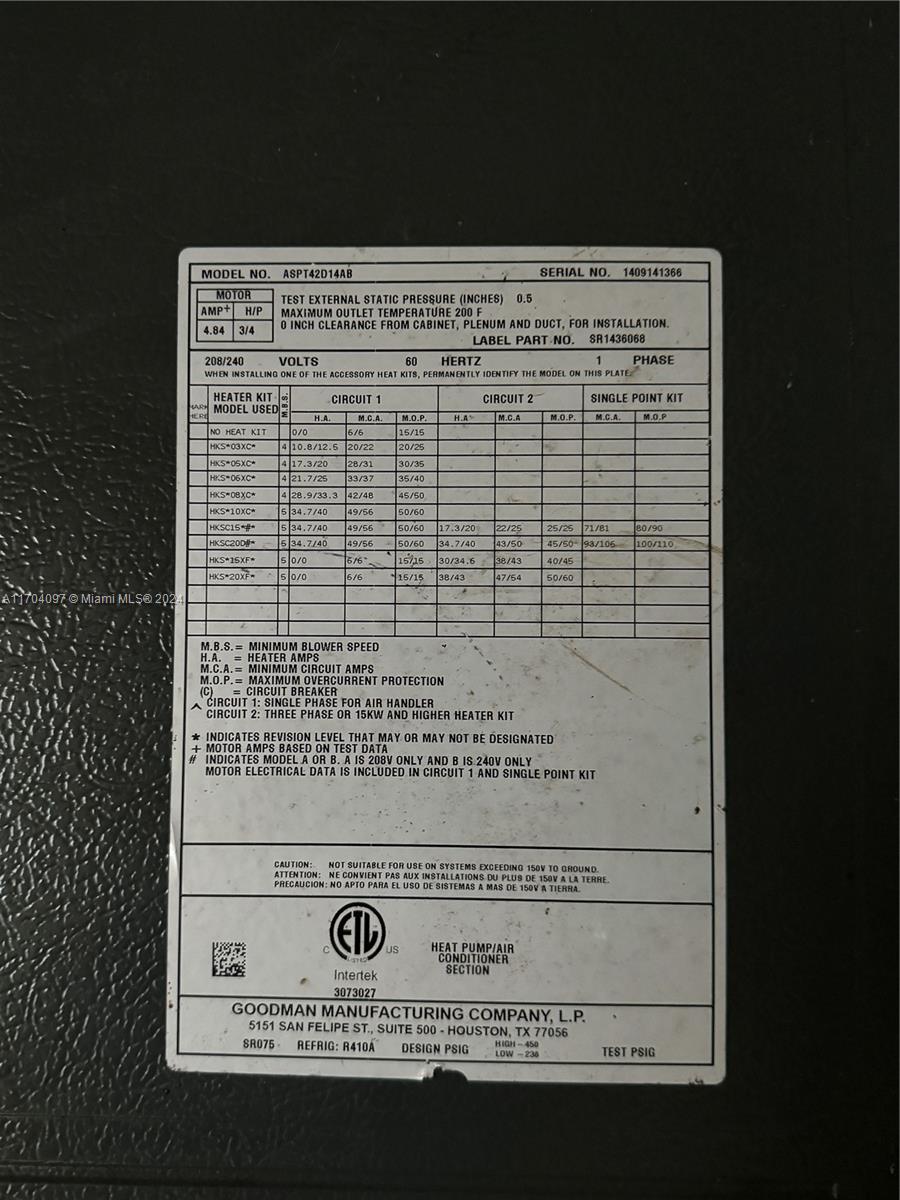 MODEL NO. ASPT42D14AB SERIAL NO. 1409141366
MOTOR
AMP+ H/P
4.84 3/4
TEST EXTERNAL STATIC PRESSURE (INCHES) 0.5
MAXIMUM OUTLET TEMPERATURE 200 F
0 INCH CLEARANCE FROM CABINET, PLENUM AND DUCT, FOR INSTALLATION.
LABEL PART NO. SR1436068
208/240 VOLTS 60 HERTZ 1 PHASE
WHEN INSTALLING ONE OF THE ACCESSORY HEAT KITS, PERMANENTLY IDENTIFY THE MODEL ON THIS PLATE.
MARK HERE HEATER KIT MODEL USED M.B.S. CIRCUIT 1 CIRCUIT 2 SINGLE POINT KIT
H.A. M.C.A. M.O.P. H.A. M.C.A M.O.P. M.C.A. M.O.P
NO HEAT KIT 0/0 6/6 15/15
HKS*03XC* 4 10.8/12.5 20/22 20/25
HKS*05XC* 4 17.3/20 28/31 30/35
HKS*06XC* 4 21.7/25 33/37 35/40
HKS*08XC* 4 28.9/33.3 42/48 45/50
HKS*10XC* 5 34.7/40 49/56 50/60
HKSC15*#* 5 34.7/40 49/56 50/60 17.3/20 22/25 25/25 71/81 80/90
HKSC20D#* 5 34.7/40 49/56 50/60 34.7/40 43/50 45/50 93/106 100/110
HKS*15XF* 5 0/0 6/6 15/15 30/34.6 38/43 40/45
HKS*20XF* 5 0/0 6/6 15/15 38/43 47/54 50/60
A11704097 © Miami MLS® 2024
M.B.S. = MINIMUM BLOWER SPEED
H.A. = HEATER AMPS
M.C.A. = MINIMUM CIRCUIT AMPS
M.O.P. = MAXIMUM OVERCURRENT PROTECTION
(C) = CIRCUIT BREAKER
^ CIRCUIT 1: SINGLE PHASE FOR AIR HANDLER
CIRCUIT 2: THREE PHASE OR 15KW AND HIGHER HEATER KIT
* INDICATES REVISION LEVEL THAT MAY OR MAY NOT BE DESIGNATED
+ MOTOR AMPS BASED ON TEST DATA
# INDICATES MODEL A OR B. A IS 208V ONLY AND B IS 240V ONLY
MOTOR ELECTRICAL DATA IS INCLUDED IN CIRCUIT 1 AND SINGLE POINT KIT
CAUTION: NOT SUITABLE FOR USE ON SYSTEMS EXCEEDING 150V TO GROUND.
ATTENTION: NE CONVIENT PAS AUX INSTALLATIONS DU PLUS DE 150V A LA TERRE.
PRECAUCION: NO APTO PARA EL USO DE SISTEMAS A MAS DE 150V A TIERRA.
C ETL US
LISTED
Intertek
3073027
HEAT PUMP/AIR
CONDITIONER
SECTION
GOODMAN MANUFACTURING COMPANY, L.P.
5151 SAN FELIPE ST., SUITE 500 - HOUSTON, TX 77056
SR075 REFRIG: R410A DESIGN PSIG HIGH - 450 TEST PSIG
LOW - 236